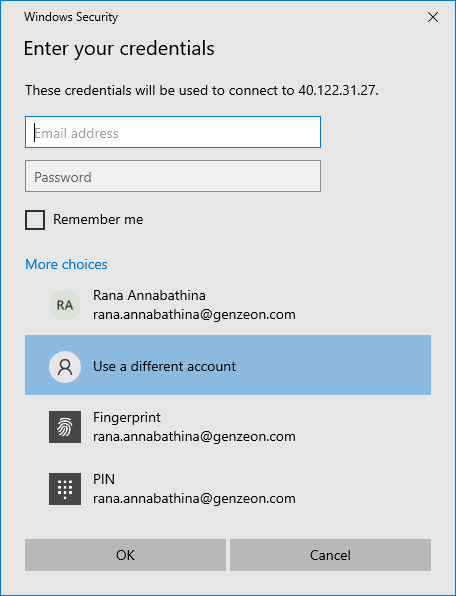 Windows Security
Enter your credentials
These credentials will be used to connect to 40.122.31.27.
Email address
Password
Remember me
More choices
RA
Rana Annabathina
rana.annabathina@genzeon.com
Use a different account
Fingerprint
rana.annabathina@genzeon.com
PIN
rana.annabathina@genzeon.com
OK
Cancel